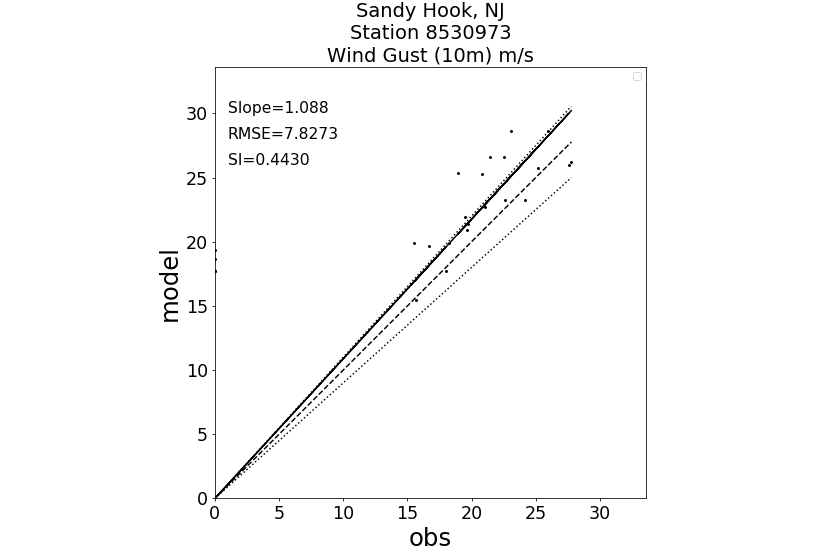 Sandy Hook, NJ
Station 8530973
Wind Gust (10m) m/s
Slope=1.088
RMSE=7.8273
SI=0.4430
30
25
20
15
10
5
0
model
0 5 10 15 20 25 30
obs